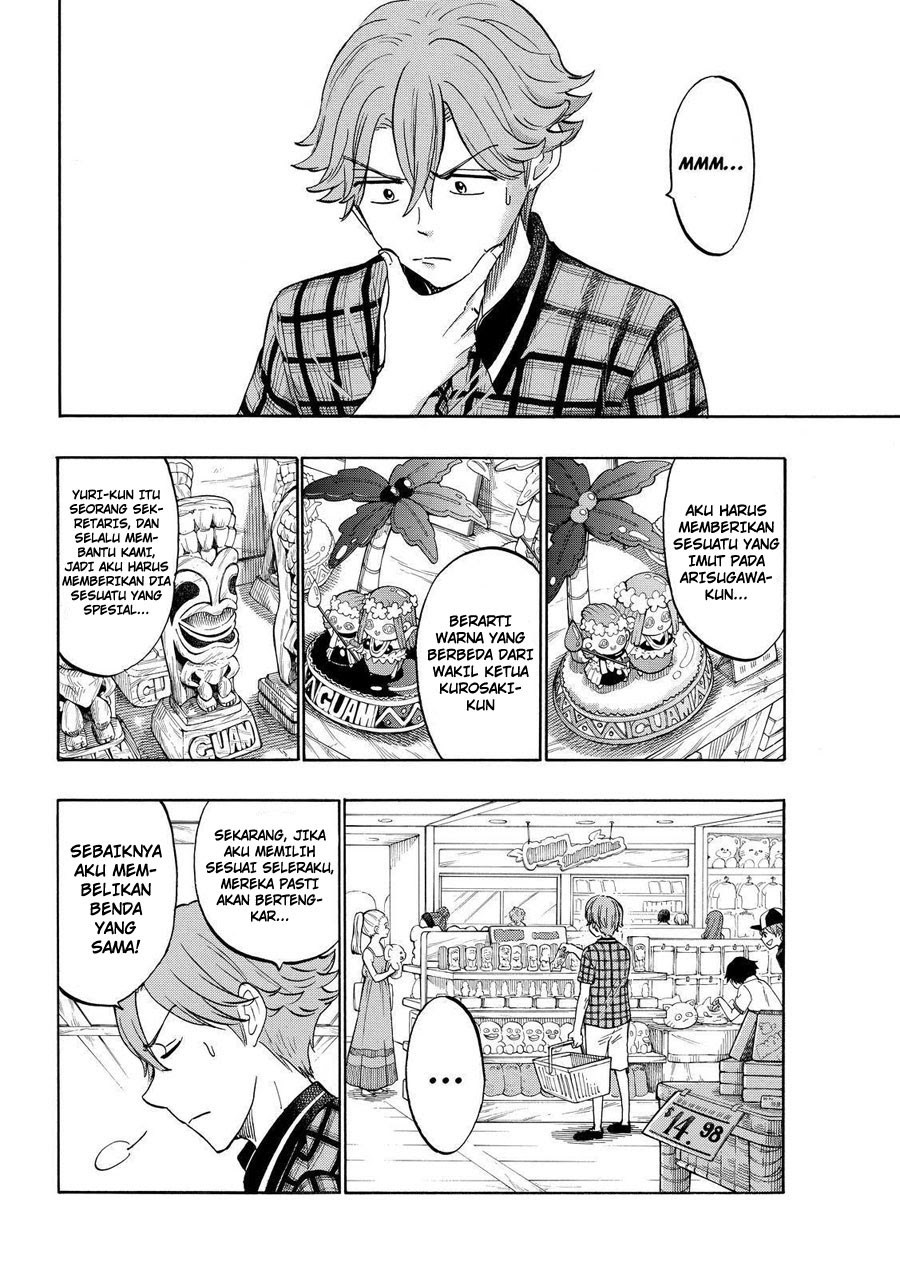 MMM...
AKU HARUS
MEMBERIKAN
SESUATU YANG
IMUT PADA
ARISUGAWA-
KUN...
GUAM
BERARTI
WARNA YANG
BERBEDA DARI
WAKIL KETUA
KUROSAKI-
KUN
GUAM
YURI-KUN ITU
SEORANG SEK-
RETARIS, DAN
SELALU MEM-
BANTU KAMI,
JADI AKU HARUS
MEMBERIKAN DIA
SESUATU YANG
SPESIAL...
GUAM
...
$14.98
SEKARANG, JIKA
AKU MEMILIH
SESUAI SELERAKU,
MEREKA PASTI
AKAN BERTENG-
KAR...
SEBAIKNYA
AKU MEM-
BELIKAN
BENDA
YANG
SAMA!